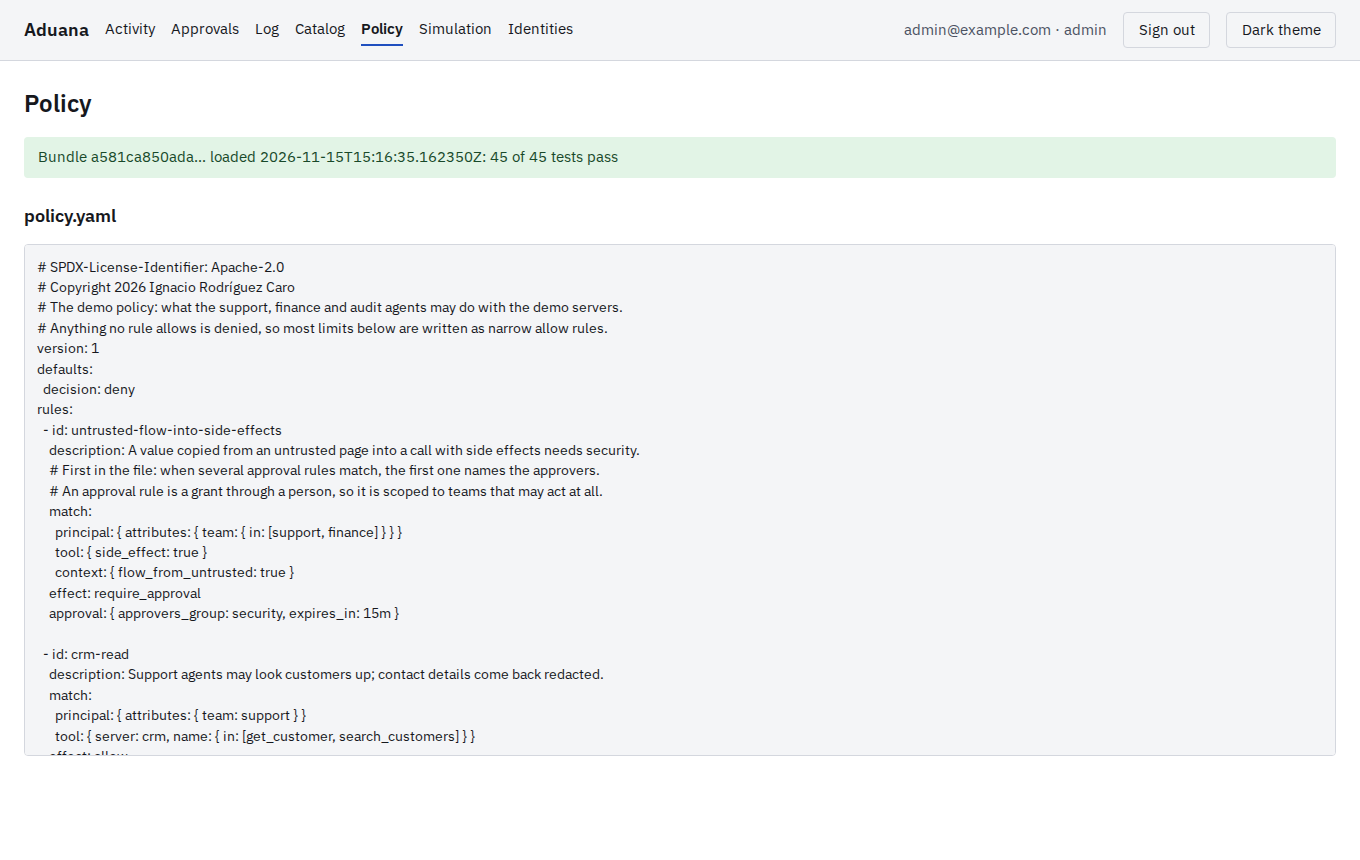 Aduana Activity Approvals Log Catalog Policy Simulation Identities admin@example.com · admin Sign out Dark theme
Policy
Bundle a581ca850ada... loaded 2026-11-15T15:16:35.162350Z: 45 of 45 tests pass
policy.yaml
# SPDX-License-Identifier: Apache-2.0
# Copyright 2026 Ignacio Rodríguez Caro
# The demo policy: what the support, finance and audit agents may do with the demo servers.
# Anything no rule allows is denied, so most limits below are written as narrow allow rules.
version: 1
defaults:
  decision: deny
rules:
  - id: untrusted-flow-into-side-effects
    description: A value copied from an untrusted page into a call with side effects needs security.
    # First in the file: when several approval rules match, the first one names the approvers.
    # An approval rule is a grant through a person, so it is scoped to teams that may act at all.
    match:
      principal: { attributes: { team: { in: [support, finance] } } }
      tool: { side_effect: true }
      context: { flow_from_untrusted: true }
    effect: require_approval
    approval: { approvers_group: security, expires_in: 15m }
  - id: crm-read
    description: Support agents may look customers up; contact details come back redacted.
    match:
      principal: { attributes: { team: support } }
      tool: { server: crm, name: { in: [get_customer, search_customers] } }
    effect: allow